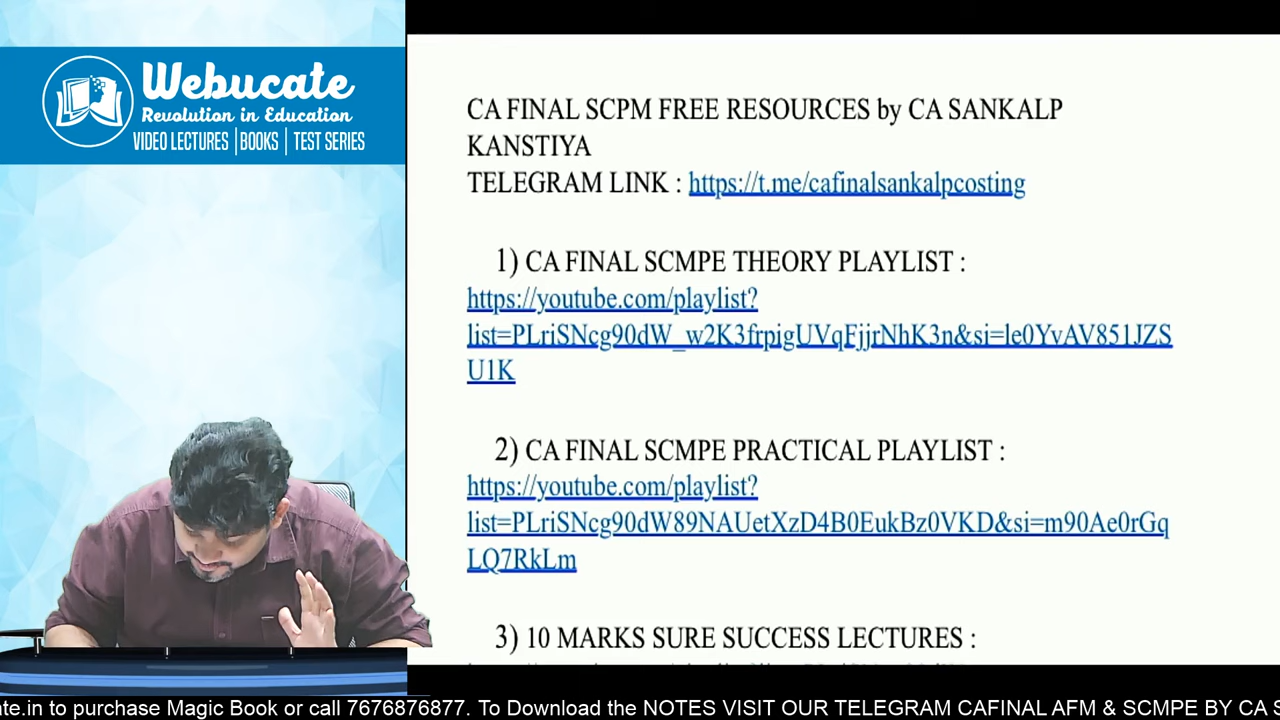 Webucate
Revolution in Education
VIDEO LECTURES | BOOKS | TEST SERIES
CA FINAL SCPM FREE RESOURCES by CA SANKALP
KANSTIYA
TELEGRAM LINK : https://t.me/cafinalsankalpcosting
1) CA FINAL SCMPE THEORY PLAYLIST :
https://youtube.com/playlist?
list=PLriSNcg90dW_w2K3frpigUVqFjjrNhK3n&si=le0YvAV851JZS
U1K
2) CA FINAL SCMPE PRACTICAL PLAYLIST :
https://youtube.com/playlist?
list=PLriSNcg90dW89NAUetXzD4B0EukBz0VKD&si=m90Ae0rGq
LQ7RkLm
3) 10 MARKS SURE SUCCESS LECTURES :
te.in to purchase Magic Book or call 7676876877. To Download the NOTES VISIT OUR TELEGRAM CAFINAL AFM & SCMPE BY CA S